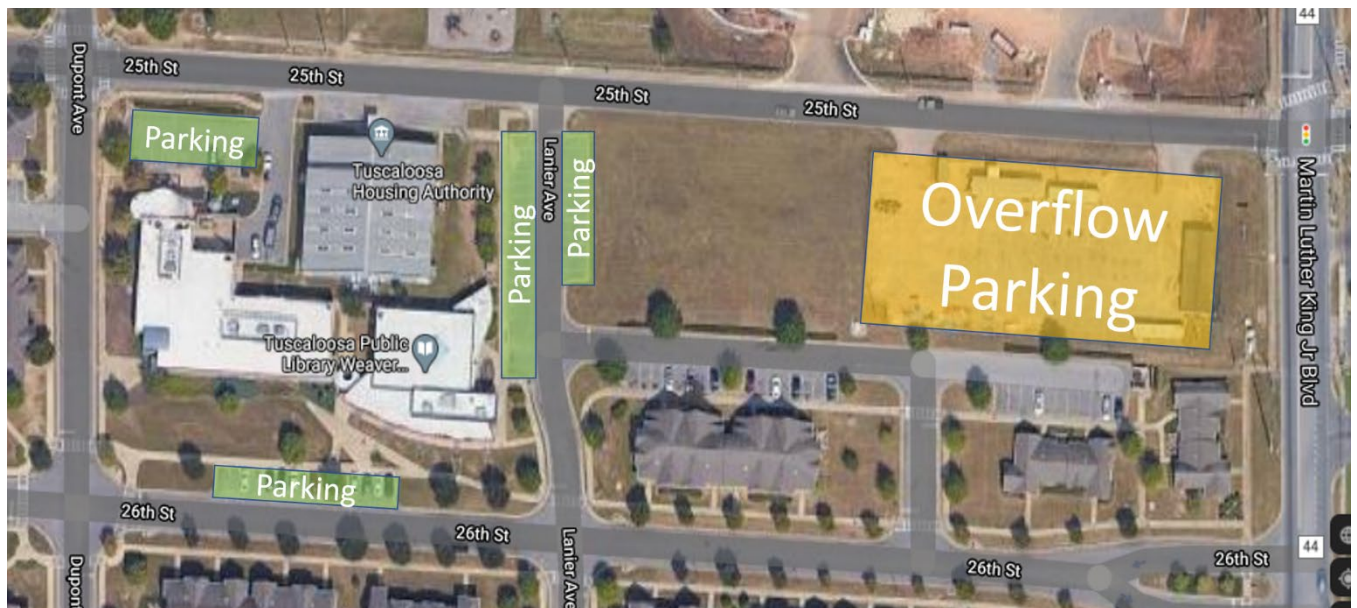 44
Dupont Ave
25th St
25th St
25th St
25th St
Parking
Tuscaloosa
Housing Authority
Parking
Lanier Ave
Parking
Overflow
Parking
Martin Luther King Jr Blvd
Tuscaloosa Public
Library Weaver...
Parking
26th St
26th St
Lanier Ave
26th St
26th St
44
Dupo